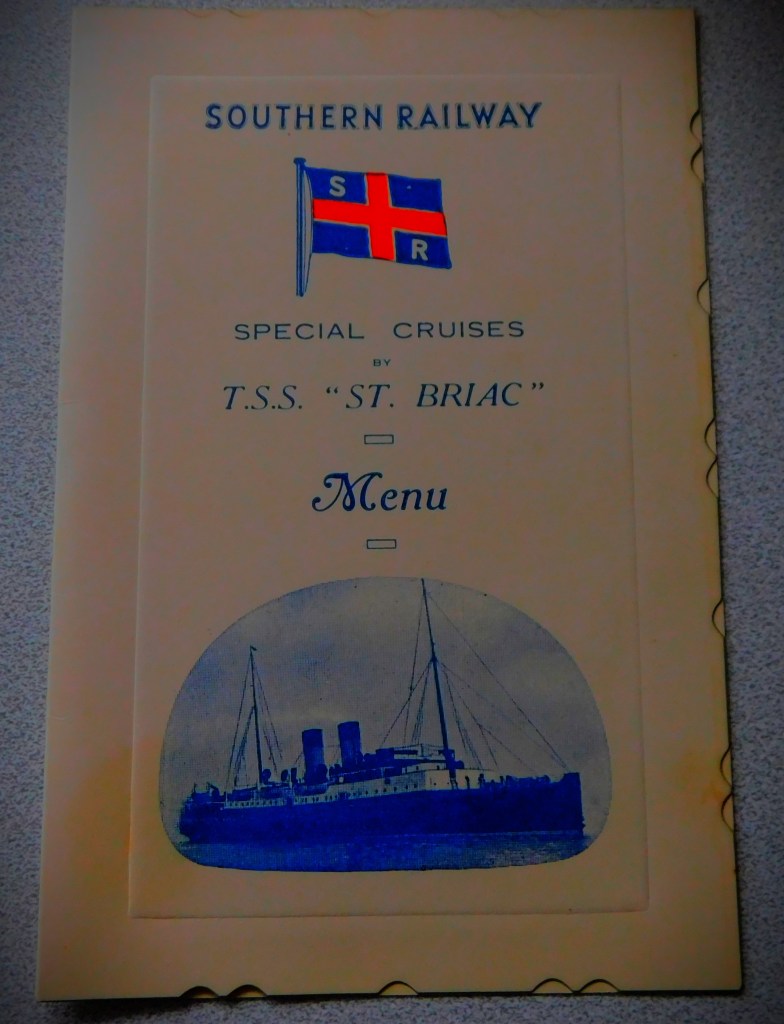 SOUTHERN RAILWAY
S
R
SPECIAL CRUISES
BY
T.S.S. "ST. BRIAC"
Menu